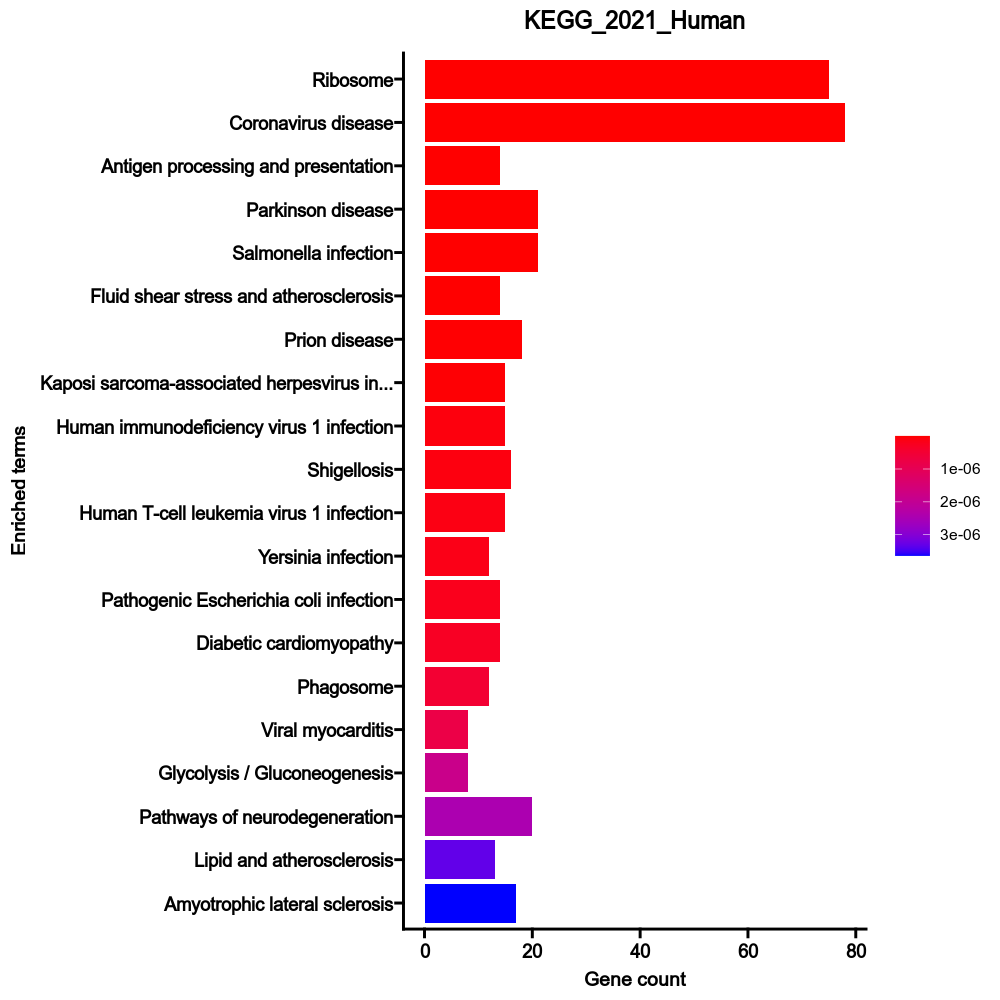 KEGG_2021_Human
Ribosome
Coronavirus disease
Antigen processing and presentation
Parkinson disease
Salmonella infection
Fluid shear stress and atherosclerosis
Prion disease
Kaposi sarcoma-associated herpesvirus in...
Human immunodeficiency virus 1 infection
Shigellosis
Human T-cell leukemia virus 1 infection
Yersinia infection
Pathogenic Escherichia coli infection
Diabetic cardiomyopathy
Phagosome
Viral myocarditis
Glycolysis / Gluconeogenesis
Pathways of neurodegeneration
Lipid and atherosclerosis
Amyotrophic lateral sclerosis
Enriched terms
0 20 40 60 80
Gene count
1e-06
2e-06
3e-06